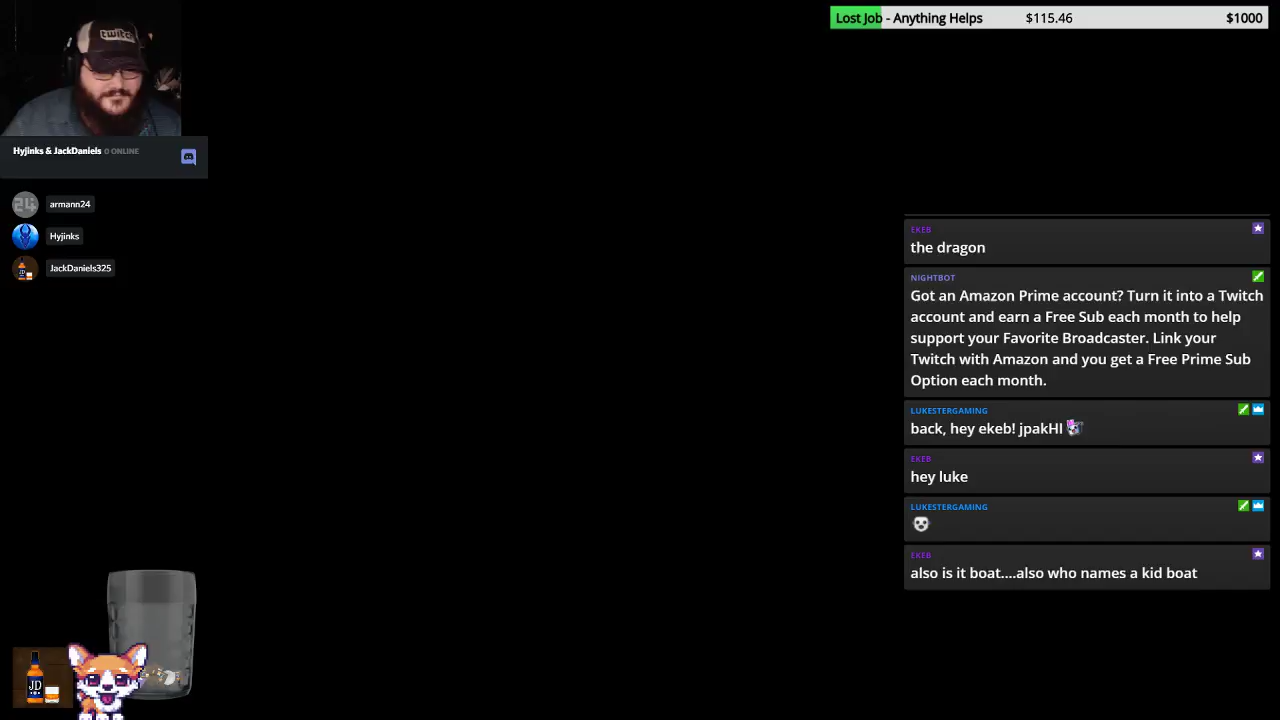 twitch
Lost Job - Anything Helps $115.46 $1000
Hyjinks & JackDaniels 0 ONLINE
24 armann24
Hyjinks
JackDaniels325
EKEB
the dragon
NIGHTBOT
Got an Amazon Prime account? Turn it into a Twitch
account and earn a Free Sub each month to help
support your Favorite Broadcaster. Link your
Twitch with Amazon and you get a Free Prime Sub
Option each month.
LUKESTERGAMING
back, hey ekeb! jpakHI
EKEB
hey luke
LUKESTERGAMING
EKEB
also is it boat....also who names a kid boat
JD